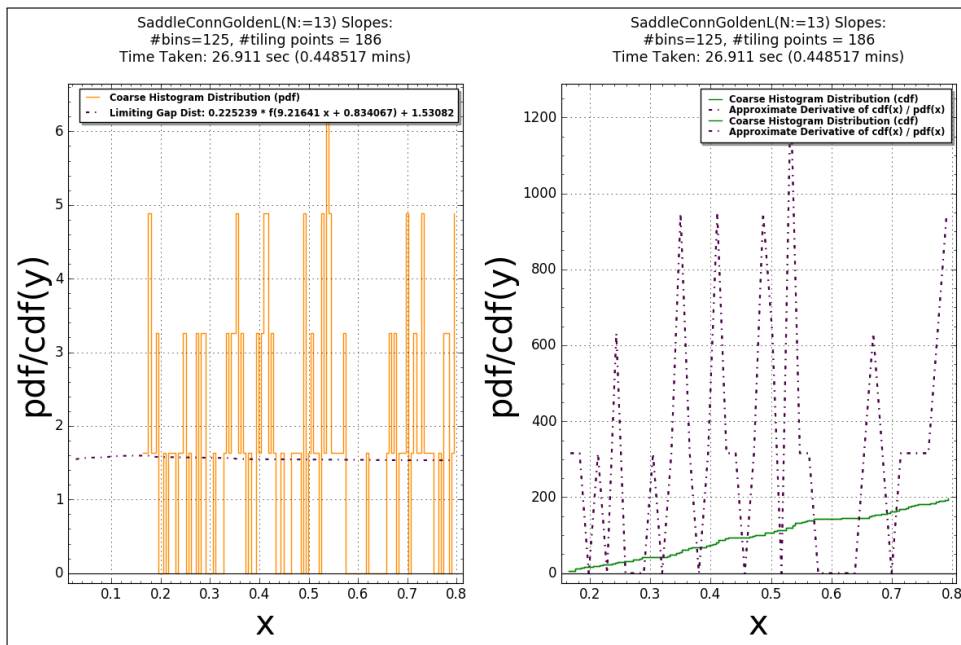 SaddleConnGoldenL(N:=13) Slopes:
#bins=125, #tiling points = 186
Time Taken: 26.911 sec (0.448517 mins)
Coarse Histogram Distribution (pdf)
Limiting Gap Dist: 0.225239 * f(9.21641 x + 0.834067) + 1.53082
pdf/cdf(y)
6
5
4
3
2
1
0
0.0 0.1 0.2 0.3 0.4 0.5 0.6 0.7 0.8
x
SaddleConnGoldenL(N:=13) Slopes:
#bins=125, #tiling points = 186
Time Taken: 26.911 sec (0.448517 mins)
Coarse Histogram Distribution (cdf)
Approximate Derivative of cdf(x) / pdf(x)
Coarse Histogram Distribution (cdf)
Approximate Derivative of cdf(x) / pdf(x)
pdf/cdf(y)
1200
1000
800
600
400
200
0
0.2 0.3 0.4 0.5 0.6 0.7 0.8
x